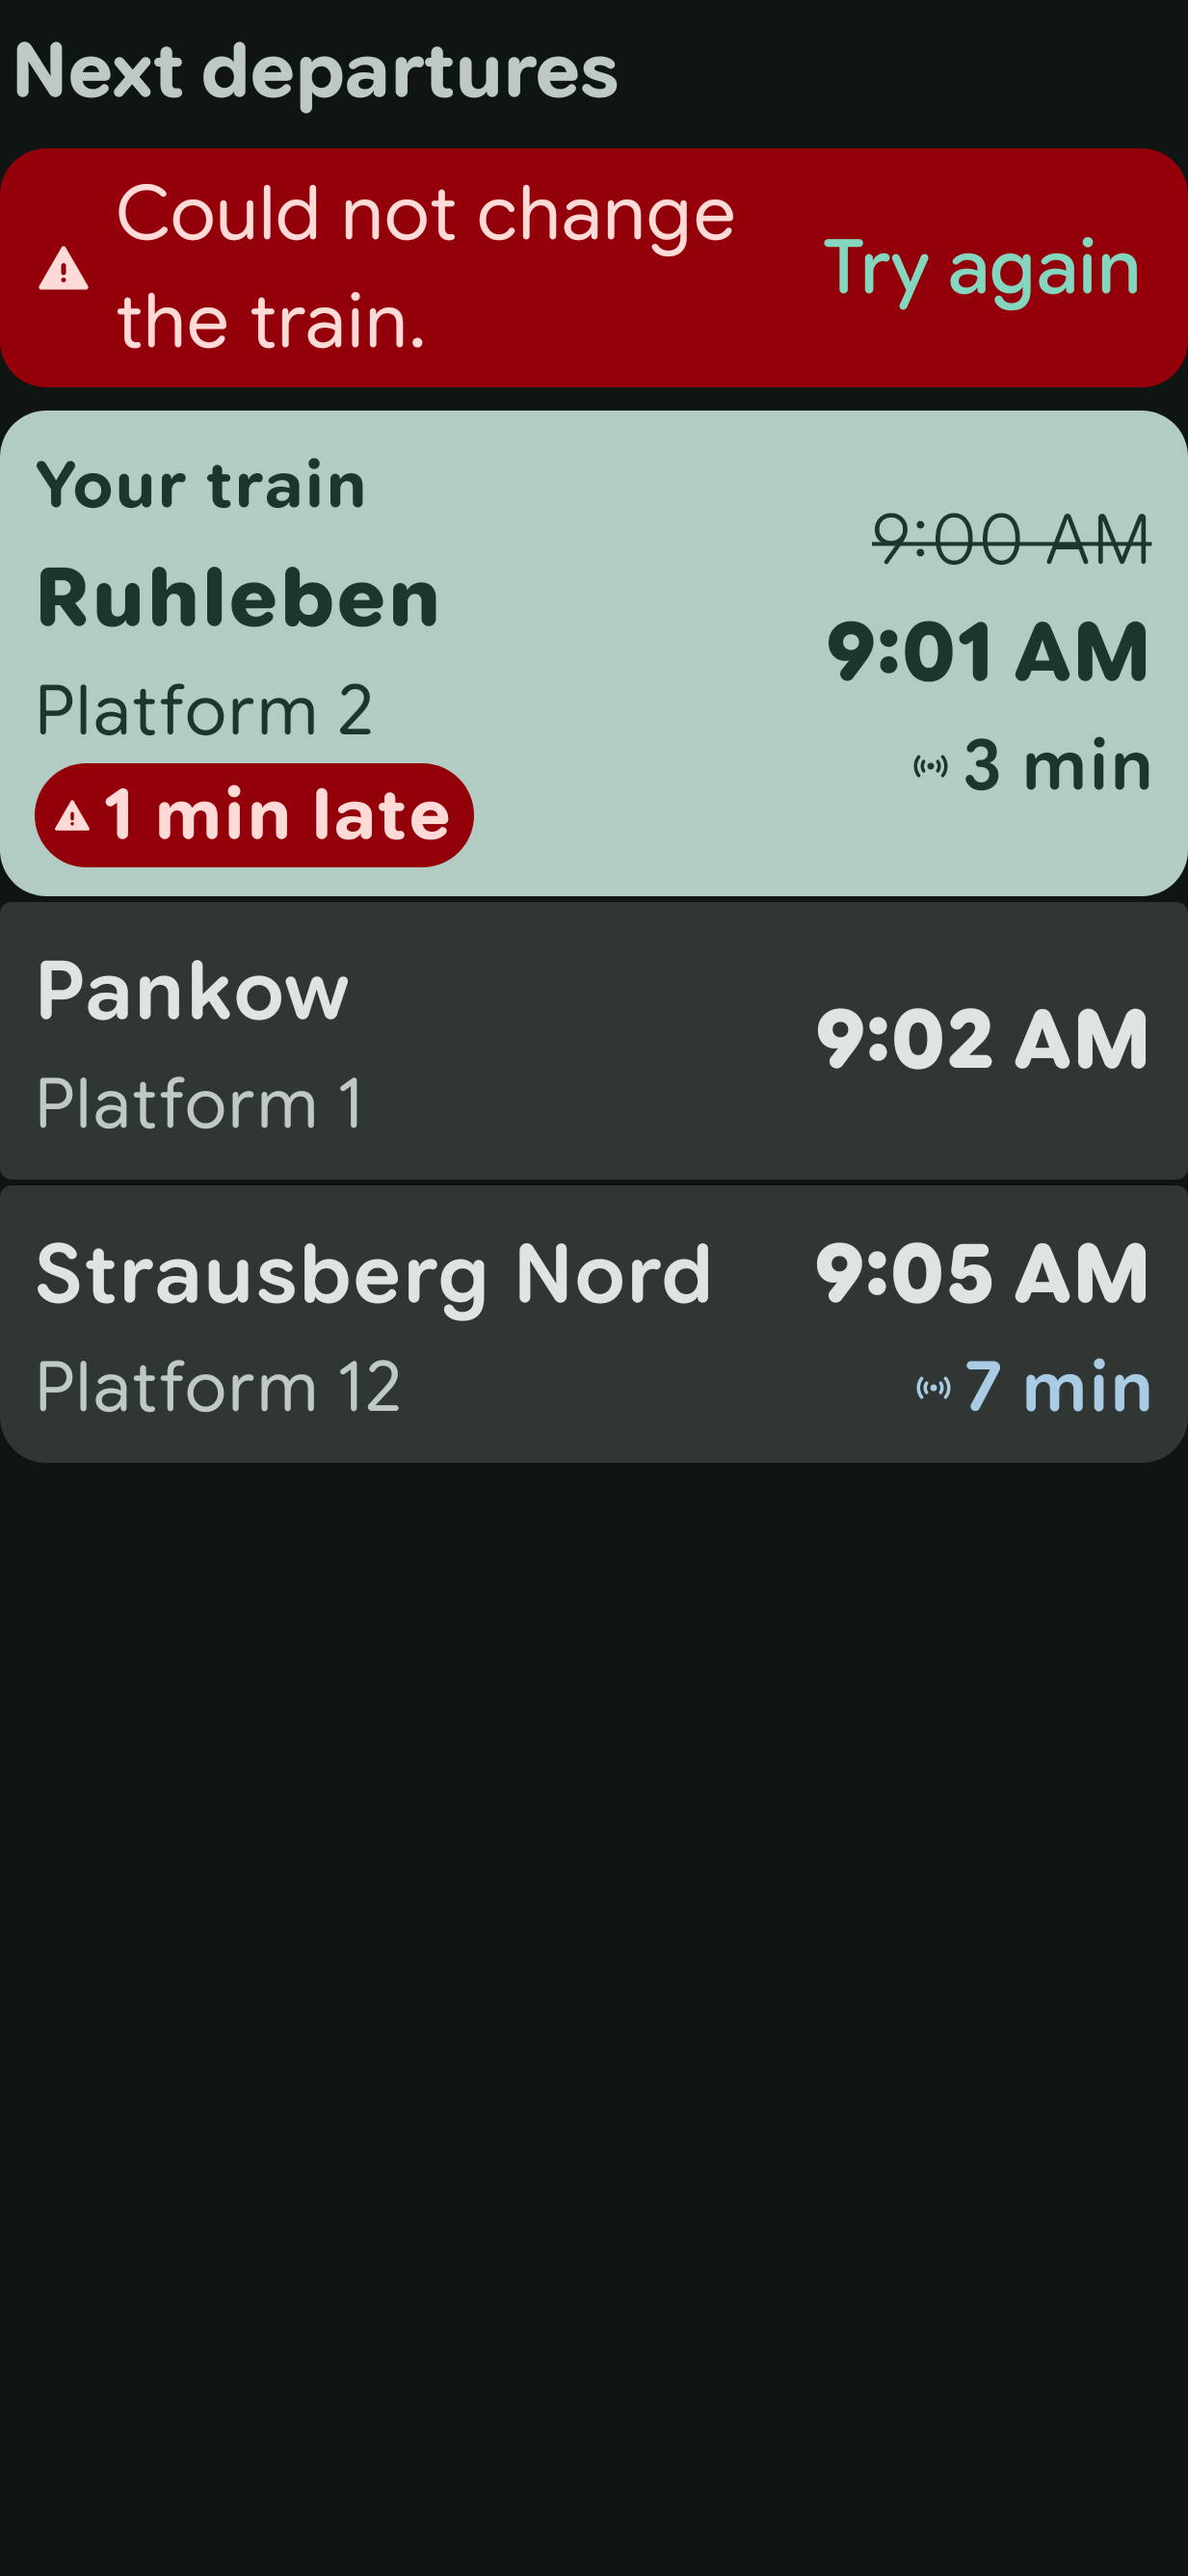 Next departures
Could not change
the train.
Try again
Your train
Ruhleben
Platform 2
1 min late
9:00 AM
9:01 AM
3 min
Pankow
Platform 1
9:02 AM
Strausberg Nord
Platform 12
9:05 AM
7 min